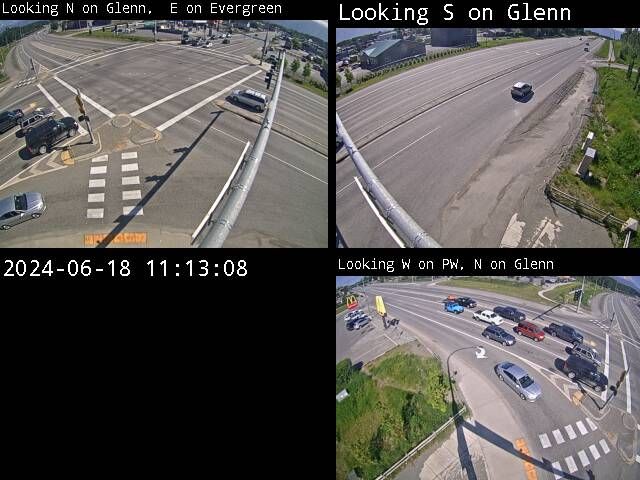 Looking N on Glenn,  E on Evergreen
Looking S on Glenn
2024-06-18 11:13:08
Looking W on PW, N on Glenn